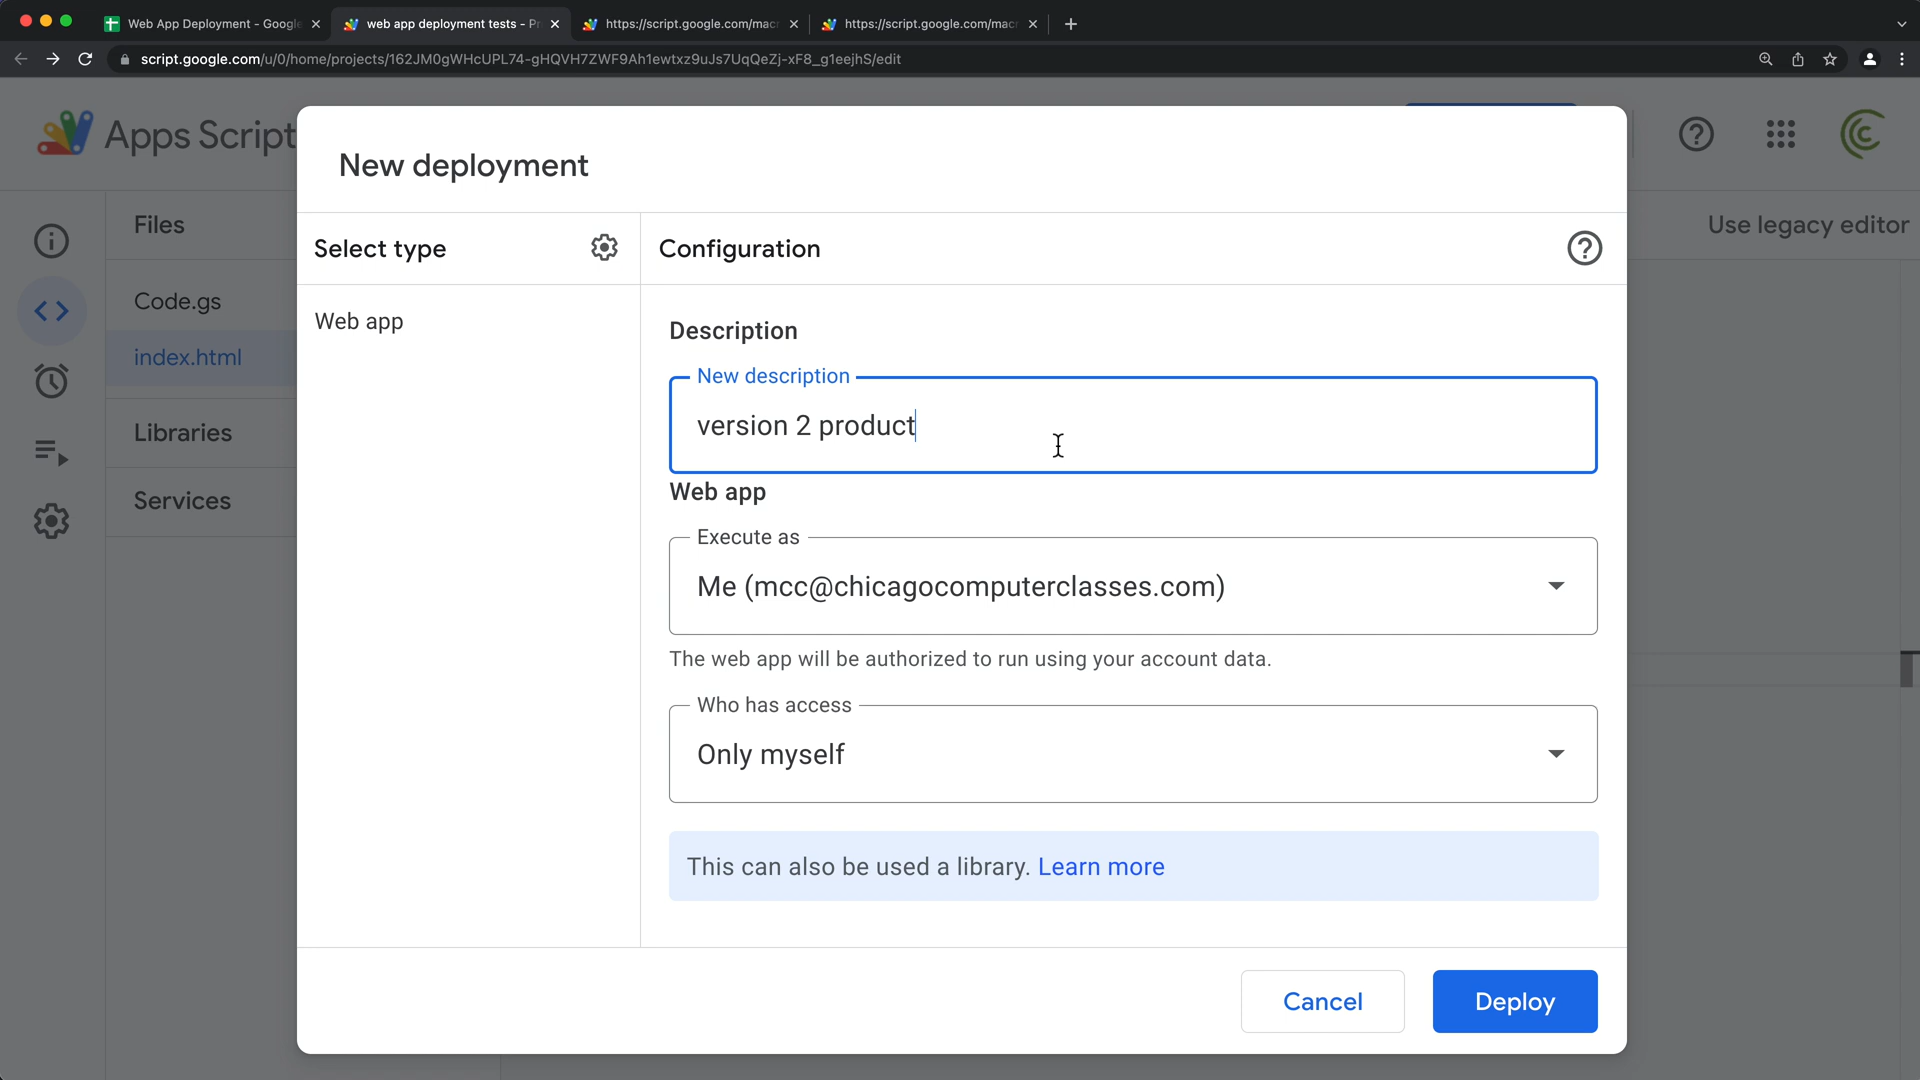 Web App Deployment - Google
web app deployment tests - Pr
https://script.google.com/macr
https://script.google.com/macr
script.google.com/u/0/home/projects/162JM0gWHcUPL74-gHQVH7ZWF9Ah1ewtxz9uJs7UqQeZj-xF8_g1eejhS/edit
Apps Script
New deployment
Files
Use legacy editor
Select type
Configuration
Code.gs
Web app
Description
index.html
New description
version 2 product
Libraries
Web app
Services
Execute as
Me (mcc@chicagocomputerclasses.com)
The web app will be authorized to run using your account data.
Who has access
Only myself
This can also be used a library. Learn more
Cancel
Deploy